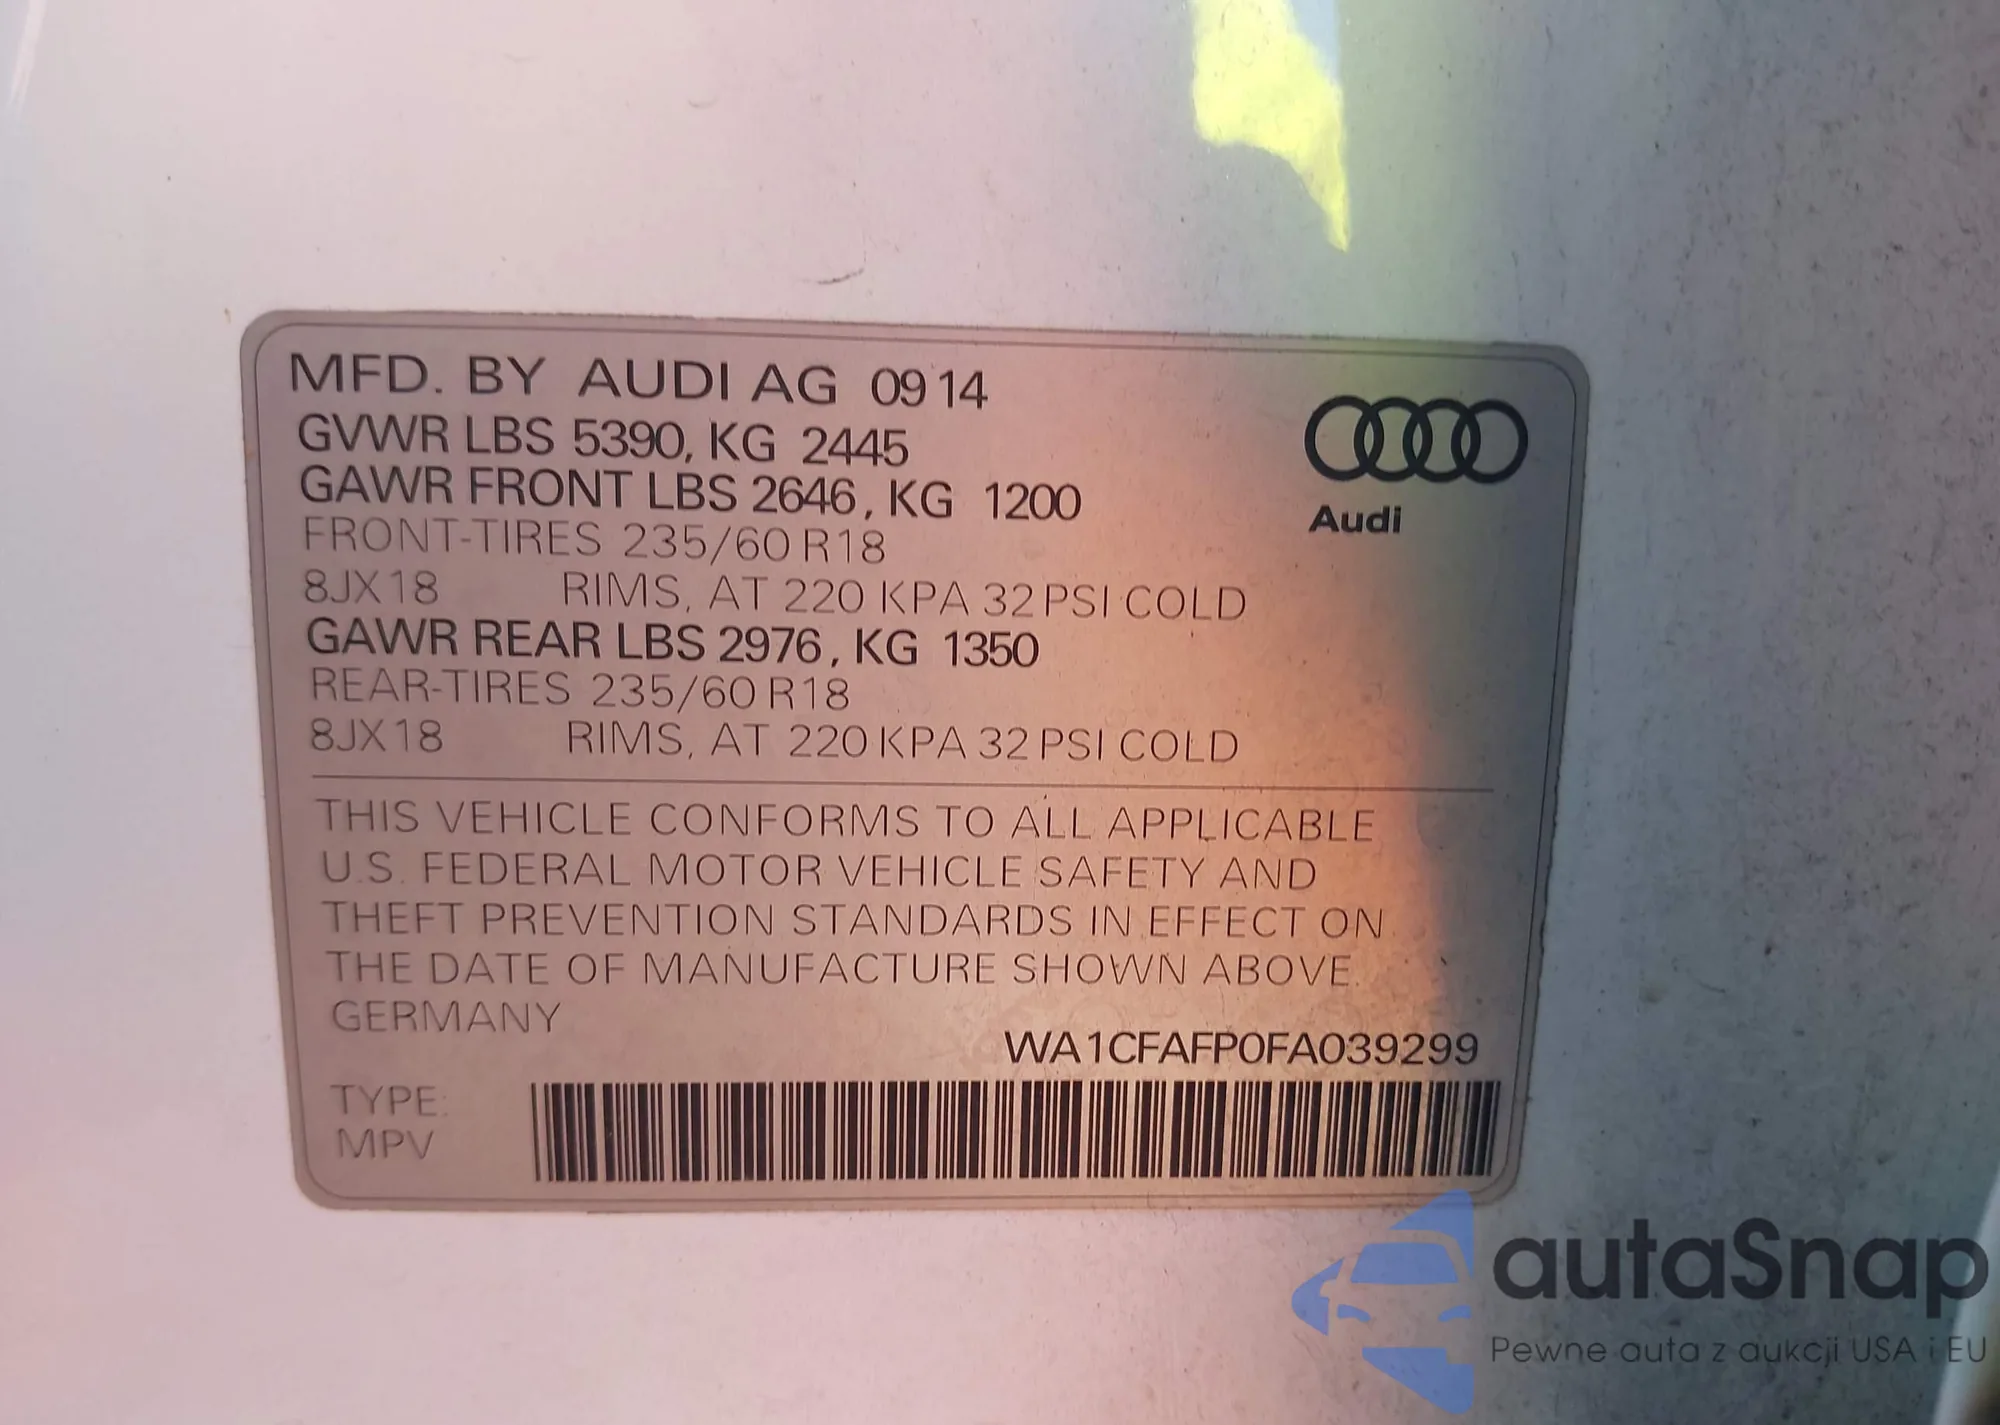 MFD. BY AUDI AG 09 14
GVWR LBS 5390, KG 2445
GAWR FRONT LBS 2646, KG 1200
FRONT-TIRES 235/60 R18
8JX18 RIMS, AT 220 KPA 32 PSI COLD
GAWR REAR LBS 2976, KG 1350
REAR-TIRES 235/60 R18
8JX18 RIMS, AT 220 KPA 32 PSI COLD
Audi
THIS VEHICLE CONFORMS TO ALL APPLICABLE
U.S. FEDERAL MOTOR VEHICLE SAFETY AND
THEFT PREVENTION STANDARDS IN EFFECT ON
THE DATE OF MANUFACTURE SHOWN ABOVE.
GERMANY
WA1CFAFP0FA039299
TYPE:
MPV
autaSnap
Pewne auta z aukcji USA i EU